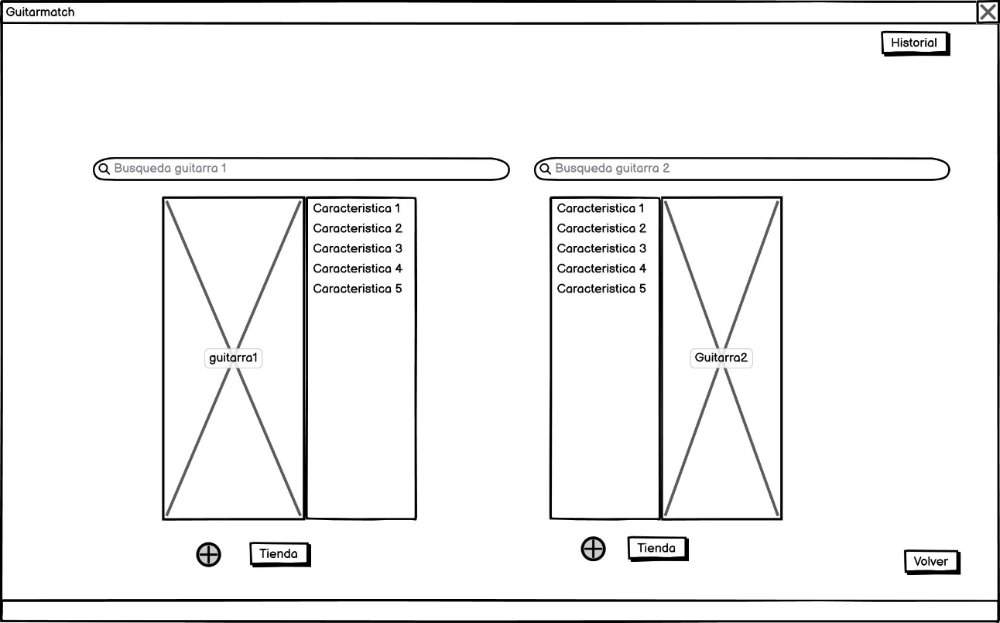 Guitarmatch
Historial
Busqueda guitarra 1
Busqueda guitarra 2
Caracteristica 1
Caracteristica 2
Caracteristica 3
Caracteristica 4
Caracteristica 5
guitarra1
Caracteristica 1
Caracteristica 2
Caracteristica 3
Caracteristica 4
Caracteristica 5
Guitarra2
Tienda
Tienda
Volver